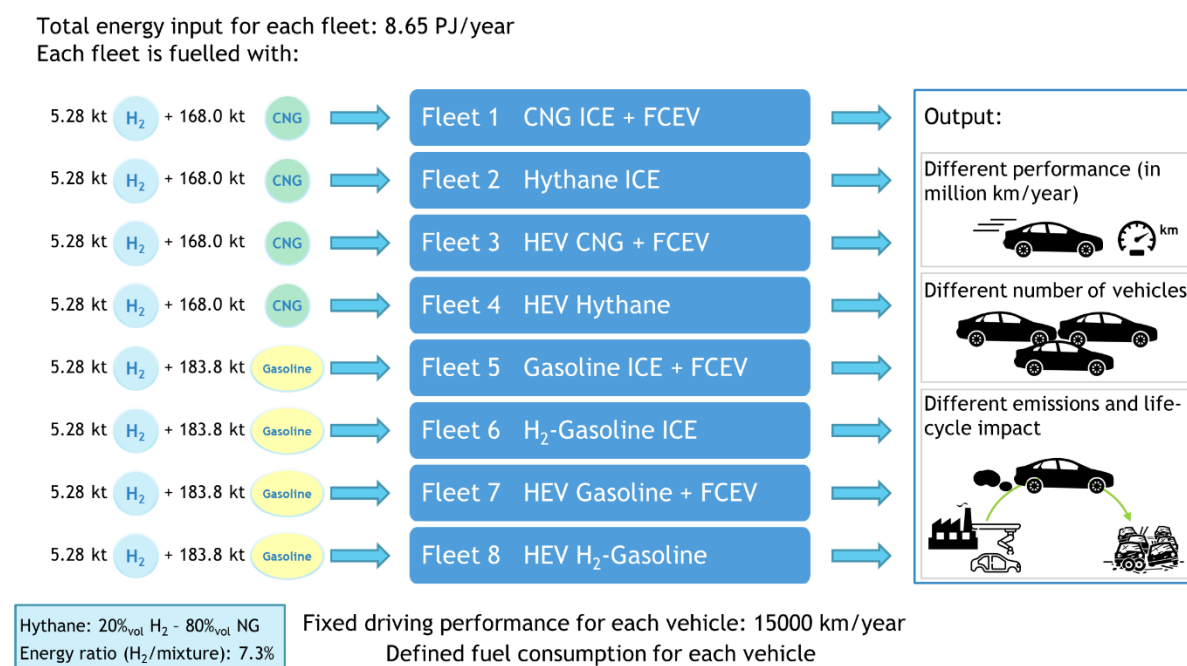 Total energy input for each fleet: 8.65 PJ/year
Each fleet is fuelled with:
5.28 kt H₂ + 168.0 kt CNG Fleet 1 CNG ICE + FCEV
5.28 kt H₂ + 168.0 kt CNG Fleet 2 Hythane ICE
5.28 kt H₂ + 168.0 kt CNG Fleet 3 HEV CNG + FCEV
5.28 kt H₂ + 168.0 kt CNG Fleet 4 HEV Hythane
5.28 kt H₂ + 183.8 kt Gasoline Fleet 5 Gasoline ICE + FCEV
5.28 kt H₂ + 183.8 kt Gasoline Fleet 6 H₂-Gasoline ICE
5.28 kt H₂ + 183.8 kt Gasoline Fleet 7 HEV Gasoline + FCEV
5.28 kt H₂ + 183.8 kt Gasoline Fleet 8 HEV H₂-Gasoline
Output:
Different performance (in
million km/year)
km
Different number of vehicles
Different emissions and life-
cycle impact
Hythane: 20%vol H₂ - 80%vol NG
Energy ratio (H₂/mixture): 7.3%
Fixed driving performance for each vehicle: 15000 km/year
Defined fuel consumption for each vehicle